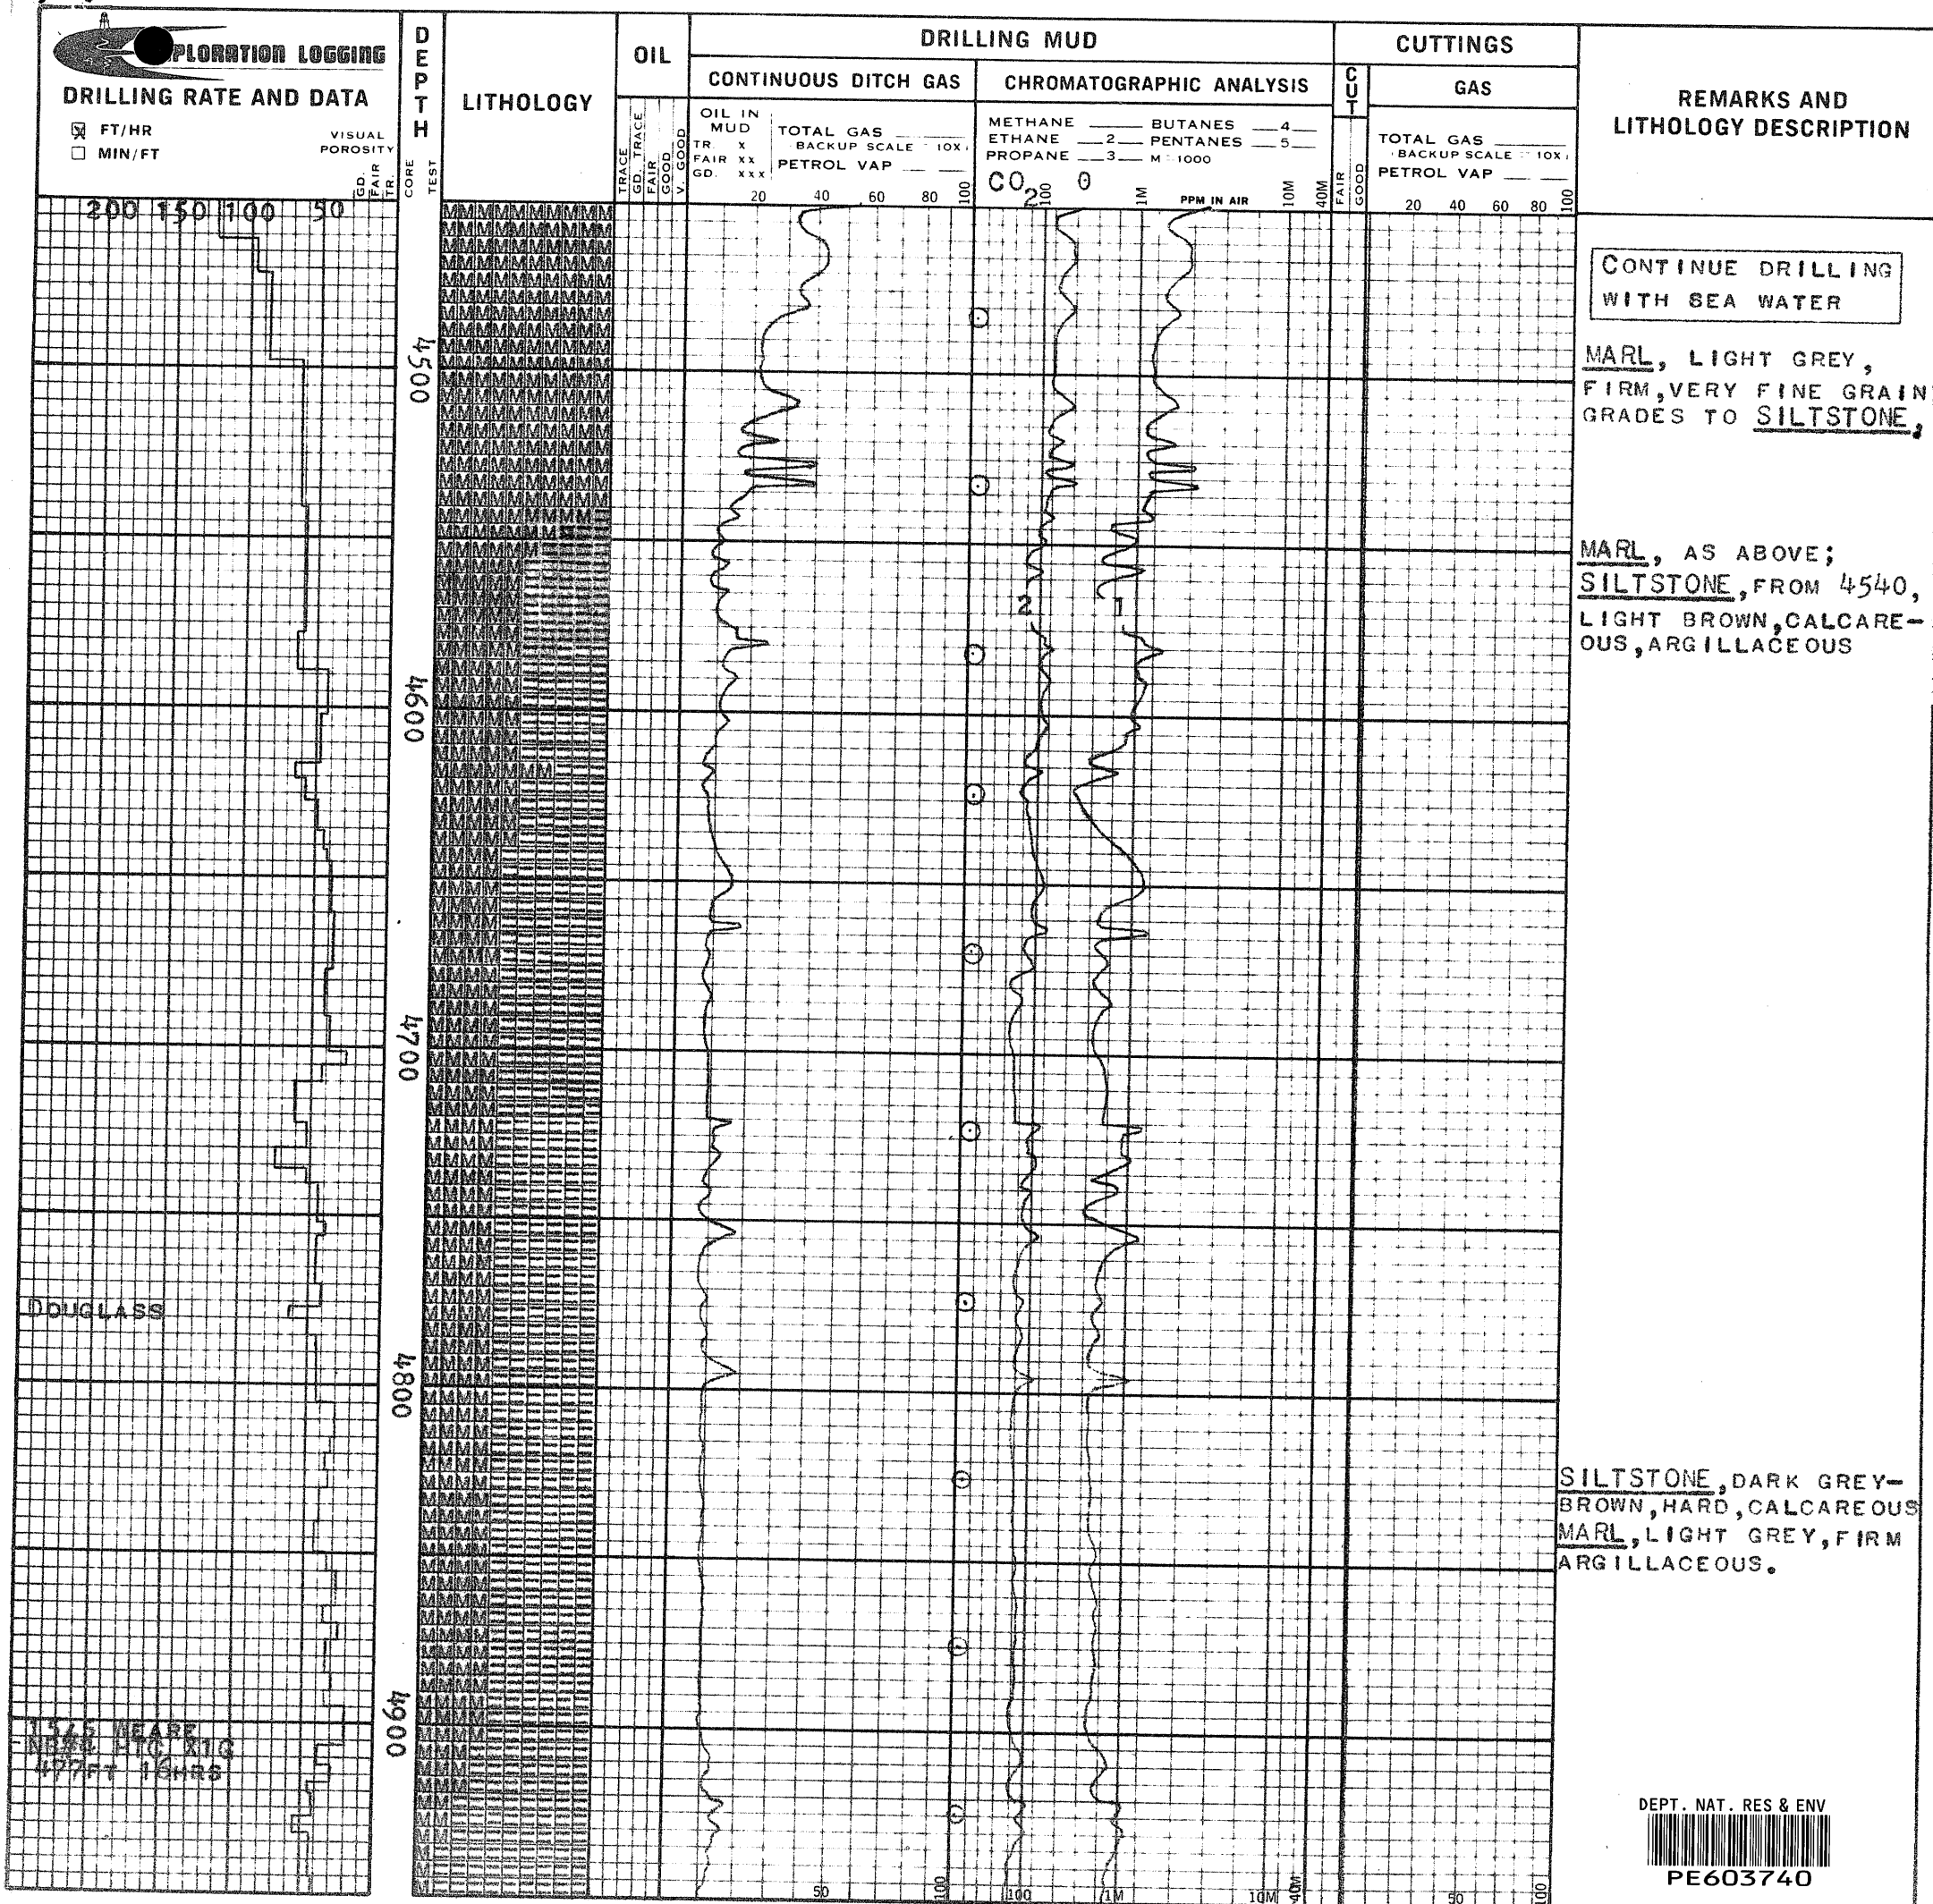 EXPLORATION LOGGING
DRILLING RATE AND DATA
FT/HR
MIN/FT
VISUAL
POROSITY
GD.
FAIR
TR.
200 150 100 50
DEPTH
CORE
TEST
LITHOLOGY
OIL
TRACE
GD. TRACE
FAIR
GOOD
V. GOOD
DRILLING MUD
CONTINUOUS DITCH GAS
OIL IN
MUD
TR. X
FAIR XX
GD. XXX
TOTAL GAS
BACKUP SCALE 10X
PETROL VAP
20 40 60 80 100
CHROMATOGRAPHIC ANALYSIS
METHANE BUTANES 4
ETHANE 2 PENTANES 5
PROPANE 3 M 1000
CO2 0
100 1M PPM IN AIR 10M 40M
CUTTINGS
CUT
FAIR
GOOD
GAS
TOTAL GAS
BACKUP SCALE 10X
PETROL VAP
20 40 60 80 100
REMARKS AND
LITHOLOGY DESCRIPTION
CONTINUE DRILLING
WITH SEA WATER
4500
MARL, LIGHT GREY,
FIRM,VERY FINE GRAIN
GRADES TO SILTSTONE,
MARL, AS ABOVE;
SILTSTONE,FROM 4540,
LIGHT BROWN,CALCARE-
OUS,ARGILLACEOUS
2 1
4600
4700
DOUGLASS
4800
SILTSTONE,DARK GREY-
BROWN,HARD,CALCAREOUS
MARL,LIGHT GREY,FIRM
ARGILLACEOUS.
4900
WEARE
HTC X1G
477FT 16HRS
DEPT. NAT. RES & ENV
PE603740
50 100 100 1M 10M 40M 50 100